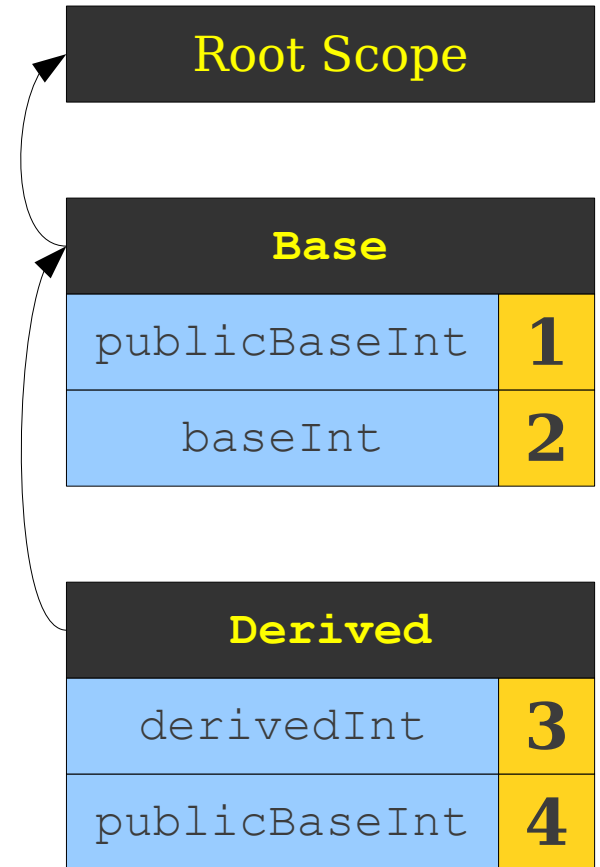 Root Scope
Base
publicBaseInt 1
baseInt 2
Derived
derivedInt 3
publicBaseInt 4